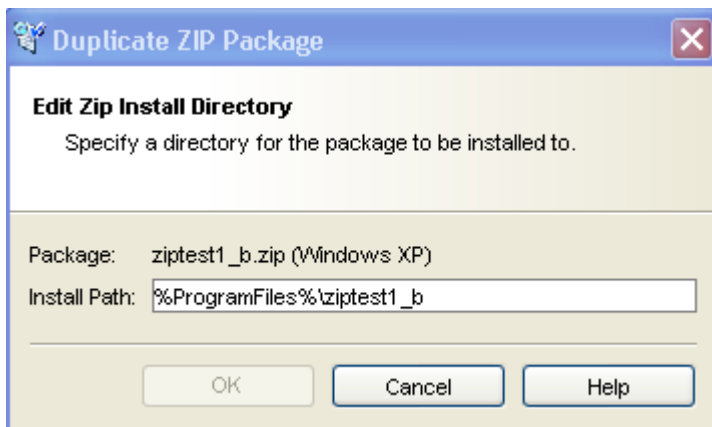 Duplicate ZIP Package
Edit Zip Install Directory
Specify a directory for the package to be installed to.
Package: ziptest1_b.zip (Windows XP)
Install Path: %ProgramFiles%\ziptest1_b
OK Cancel Help